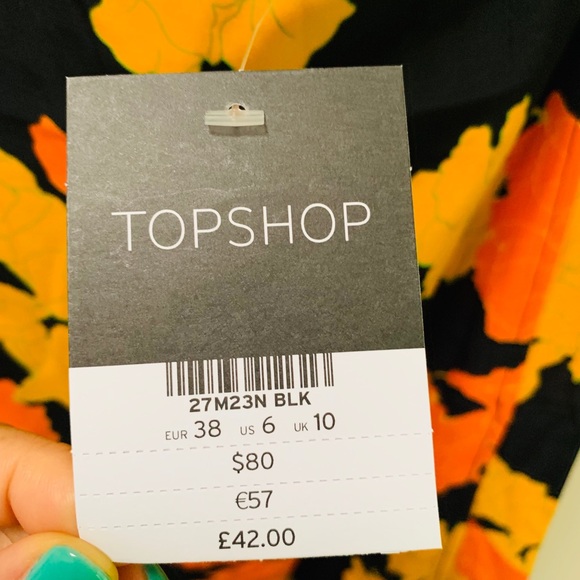 TOPSHOP
27M23N BLK
EUR 38 US 6 UK 10
$80
€57
£42.00